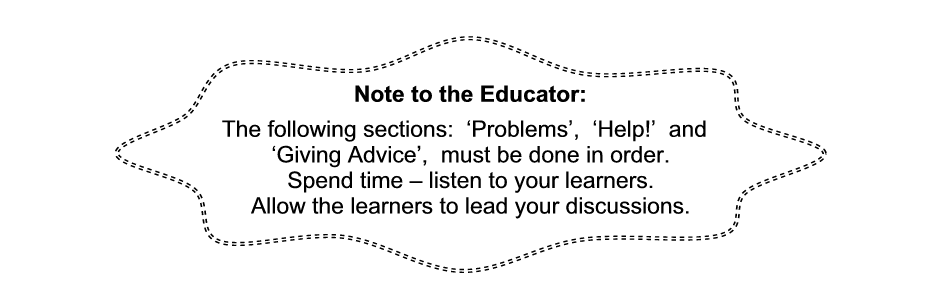 Note to the Educator:
The following sections:  ‘Problems’,  ‘Help!’  and
‘Giving Advice’,  must be done in order.
Spend time – listen to your learners.
Allow the learners to lead your discussions.